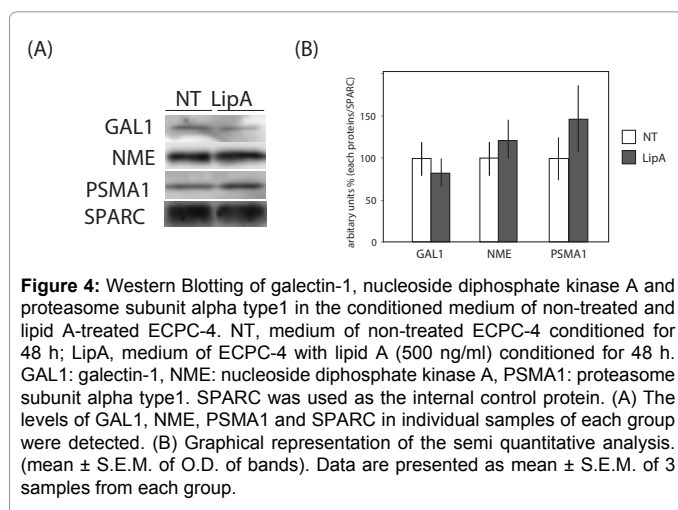 (A)
NT LipA
GAL1
NME
PSMA1
SPARC
(B)
arbitary units % (each proteins/SPARC)
150
100
50
0
GAL1 NME PSMA1
NT
LipA
Figure 4: Western Blotting of galectin-1, nucleoside diphosphate kinase A and
proteasome subunit alpha type1 in the conditioned medium of non-treated and
lipid A-treated ECPC-4. NT, medium of non-treated ECPC-4 conditioned for
48 h; LipA, medium of ECPC-4 with lipid A (500 ng/ml) conditioned for 48 h.
GAL1: galectin-1, NME: nucleoside diphosphate kinase A, PSMA1: proteasome
subunit alpha type1. SPARC was used as the internal control protein. (A) The
levels of GAL1, NME, PSMA1 and SPARC in individual samples of each group
were detected. (B) Graphical representation of the semi quantitative analysis.
(mean ± S.E.M. of O.D. of bands). Data are presented as mean ± S.E.M. of 3
samples from each group.